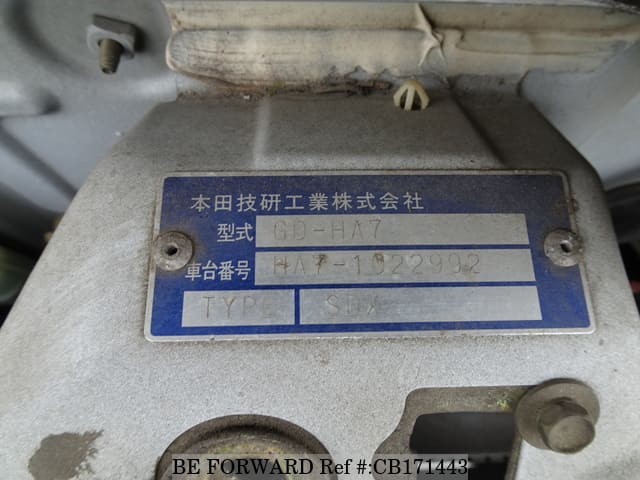 本田技研工業株式会社
型式 GD-HA7
車台番号 HA7-1022992
TYPE SDX
BE FORWARD Ref #:CB171443